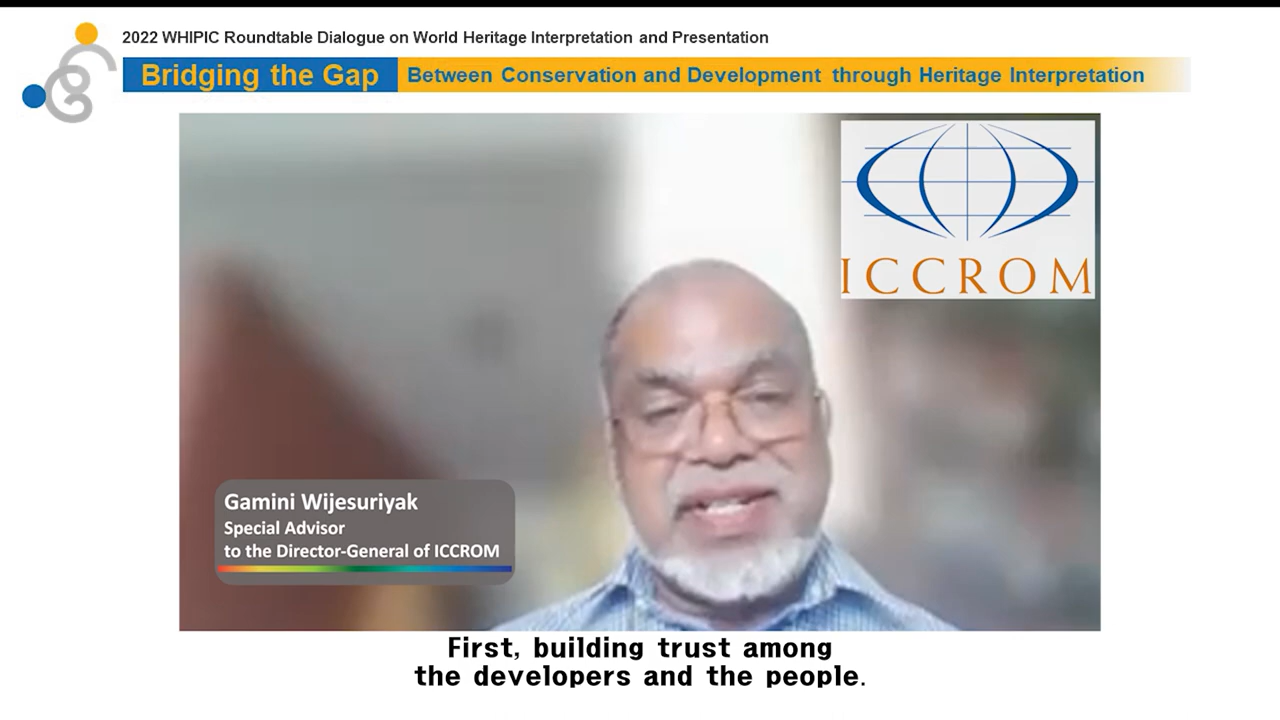 2022 WHIPIC Roundtable Dialogue on World Heritage Interpretation and Presentation
Bridging the Gap Between Conservation and Development through Heritage Interpretation
ICCROM
Gamini Wijesuriyak
Special Advisor
to the Director-General of ICCROM
First, building trust among
the developers and the people.